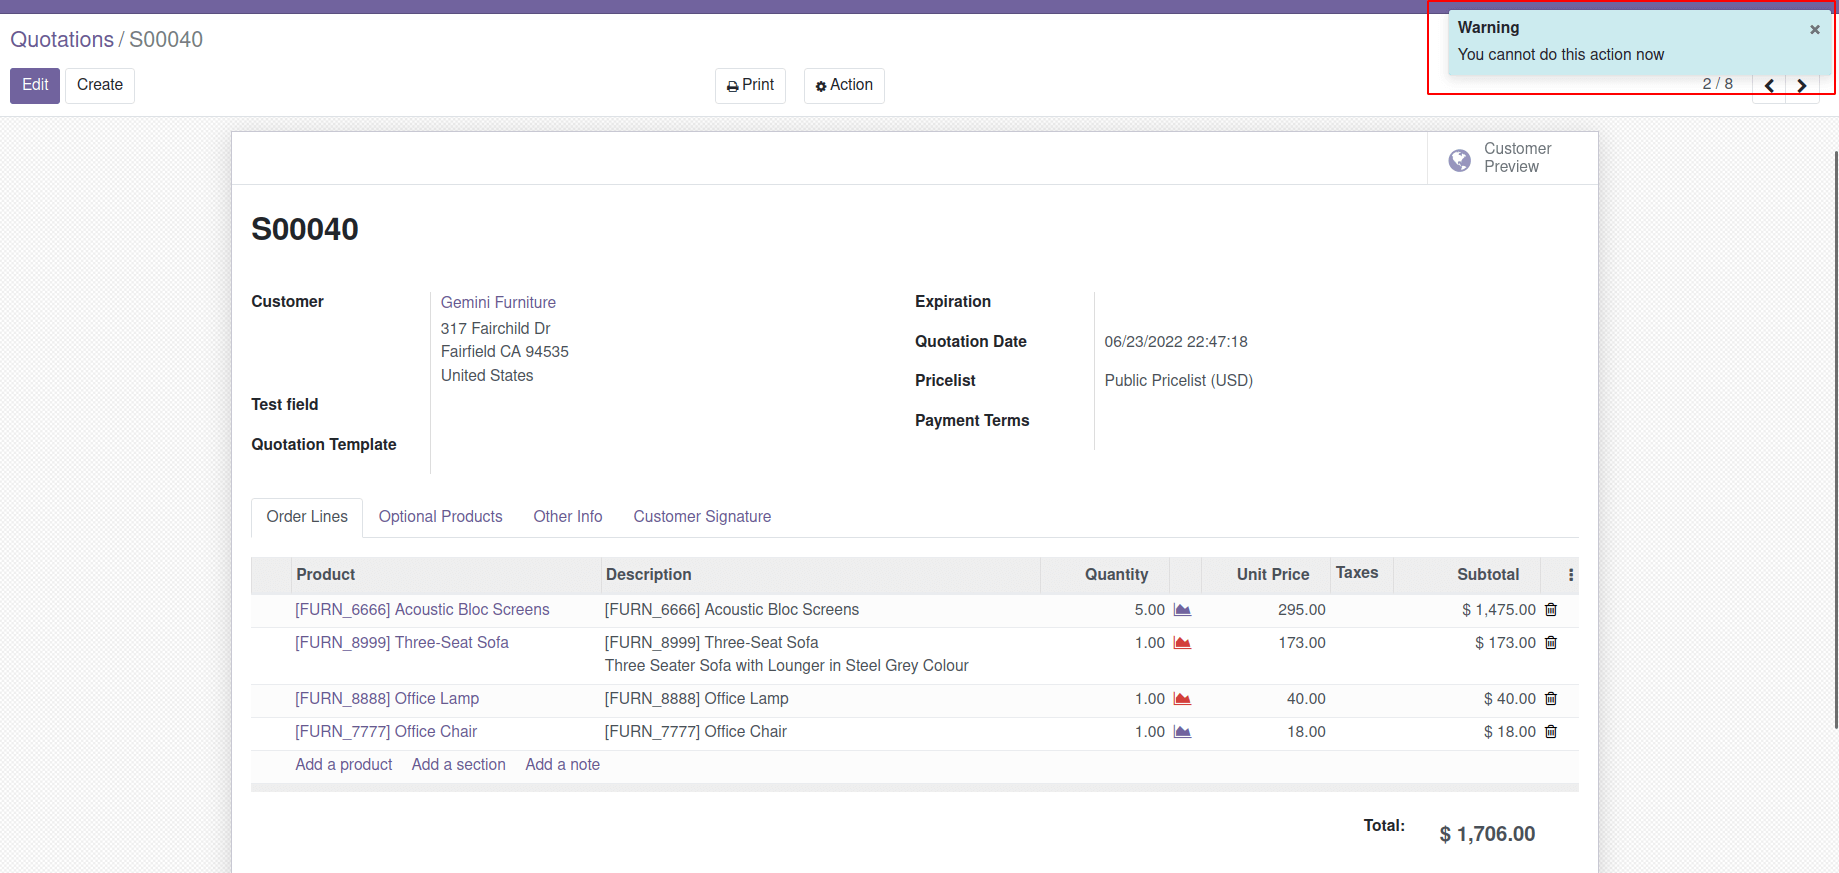 Quotations / S00040
Warning
You cannot do this action now
Edit Create Print Action 2 / 8
Customer Preview
S00040
Customer
Gemini Furniture
317 Fairchild Dr
Fairfield CA 94535
United States
Test field
Quotation Template
Expiration
Quotation Date 06/23/2022 22:47:18
Pricelist Public Pricelist (USD)
Payment Terms
Order Lines Optional Products Other Info Customer Signature
Product Description Quantity Unit Price Taxes Subtotal
[FURN_6666] Acoustic Bloc Screens [FURN_6666] Acoustic Bloc Screens 5.00 295.00 $ 1,475.00
[FURN_8999] Three-Seat Sofa [FURN_8999] Three-Seat Sofa 1.00 173.00 $ 173.00
Three Seater Sofa with Lounger in Steel Grey Colour
[FURN_8888] Office Lamp [FURN_8888] Office Lamp 1.00 40.00 $ 40.00
[FURN_7777] Office Chair [FURN_7777] Office Chair 1.00 18.00 $ 18.00
Add a product Add a section Add a note
Total: $ 1,706.00